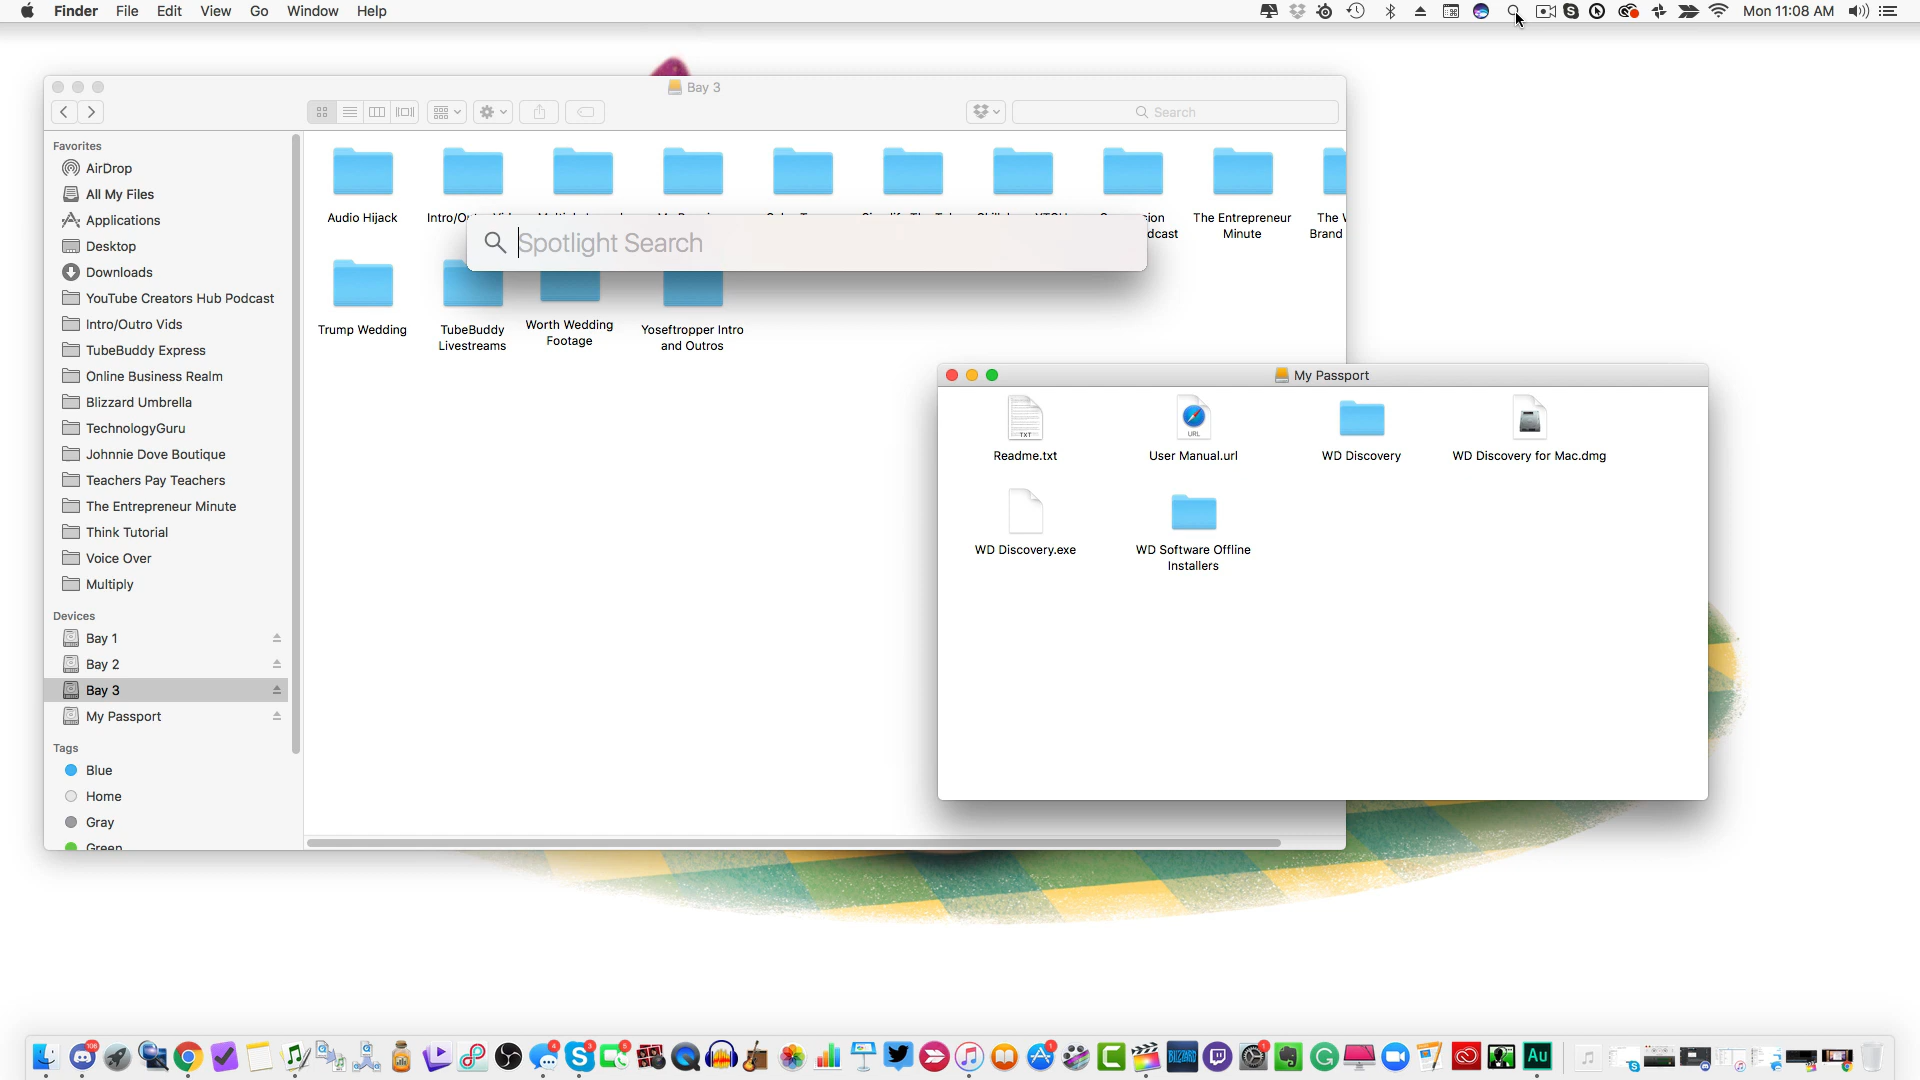 Finder File Edit View Go Window Help
Mon 11:08 AM
Bay 3
Search
Favorites
AirDrop
All My Files
Applications
Desktop
Downloads
YouTube Creators Hub Podcast
Intro/Outro Vids
TubeBuddy Express
Online Business Realm
Blizzard Umbrella
TechnologyGuru
Johnnie Dove Boutique
Teachers Pay Teachers
The Entrepreneur Minute
Think Tutorial
Voice Over
Multiply
Devices
Bay 1
Bay 2
Bay 3
My Passport
Tags
Blue
Home
Gray
Green
Audio Hijack
The Entrepreneur
Minute
The
Brand
Spotlight Search
Trump Wedding
TubeBuddy
Livestreams
Worth Wedding
Footage
Yoseftropper Intro
and Outros
My Passport
TXT
Readme.txt
URL
User Manual.url
WD Discovery
WD Discovery for Mac.dmg
WD Discovery.exe
WD Software Offline
Installers
BLIZZARD
Au